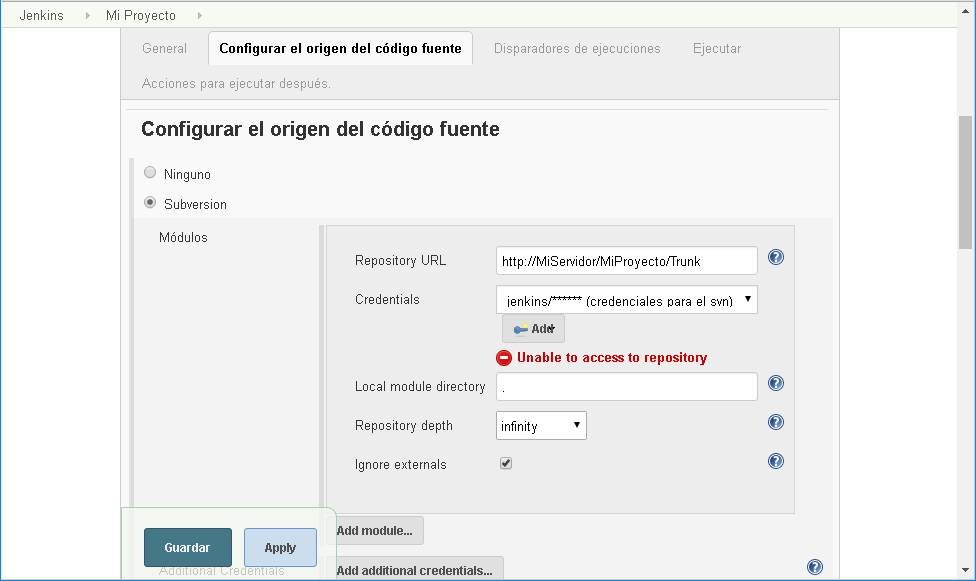 Jenkins Mi Proyecto
General Configurar el origen del código fuente Disparadores de ejecuciones Ejecutar
Acciones para ejecutar después.
Configurar el origen del código fuente
Ninguno
Subversion
Módulos
Repository URL http://MiServidor/MiProyecto/Trunk
Credentials jenkins/****** (credenciales para el svn)
Add
Unable to access to repository
Local module directory .
Repository depth infinity
Ignore externals
Add module...
Guardar Apply
Additional Credentials Add additional credentials...